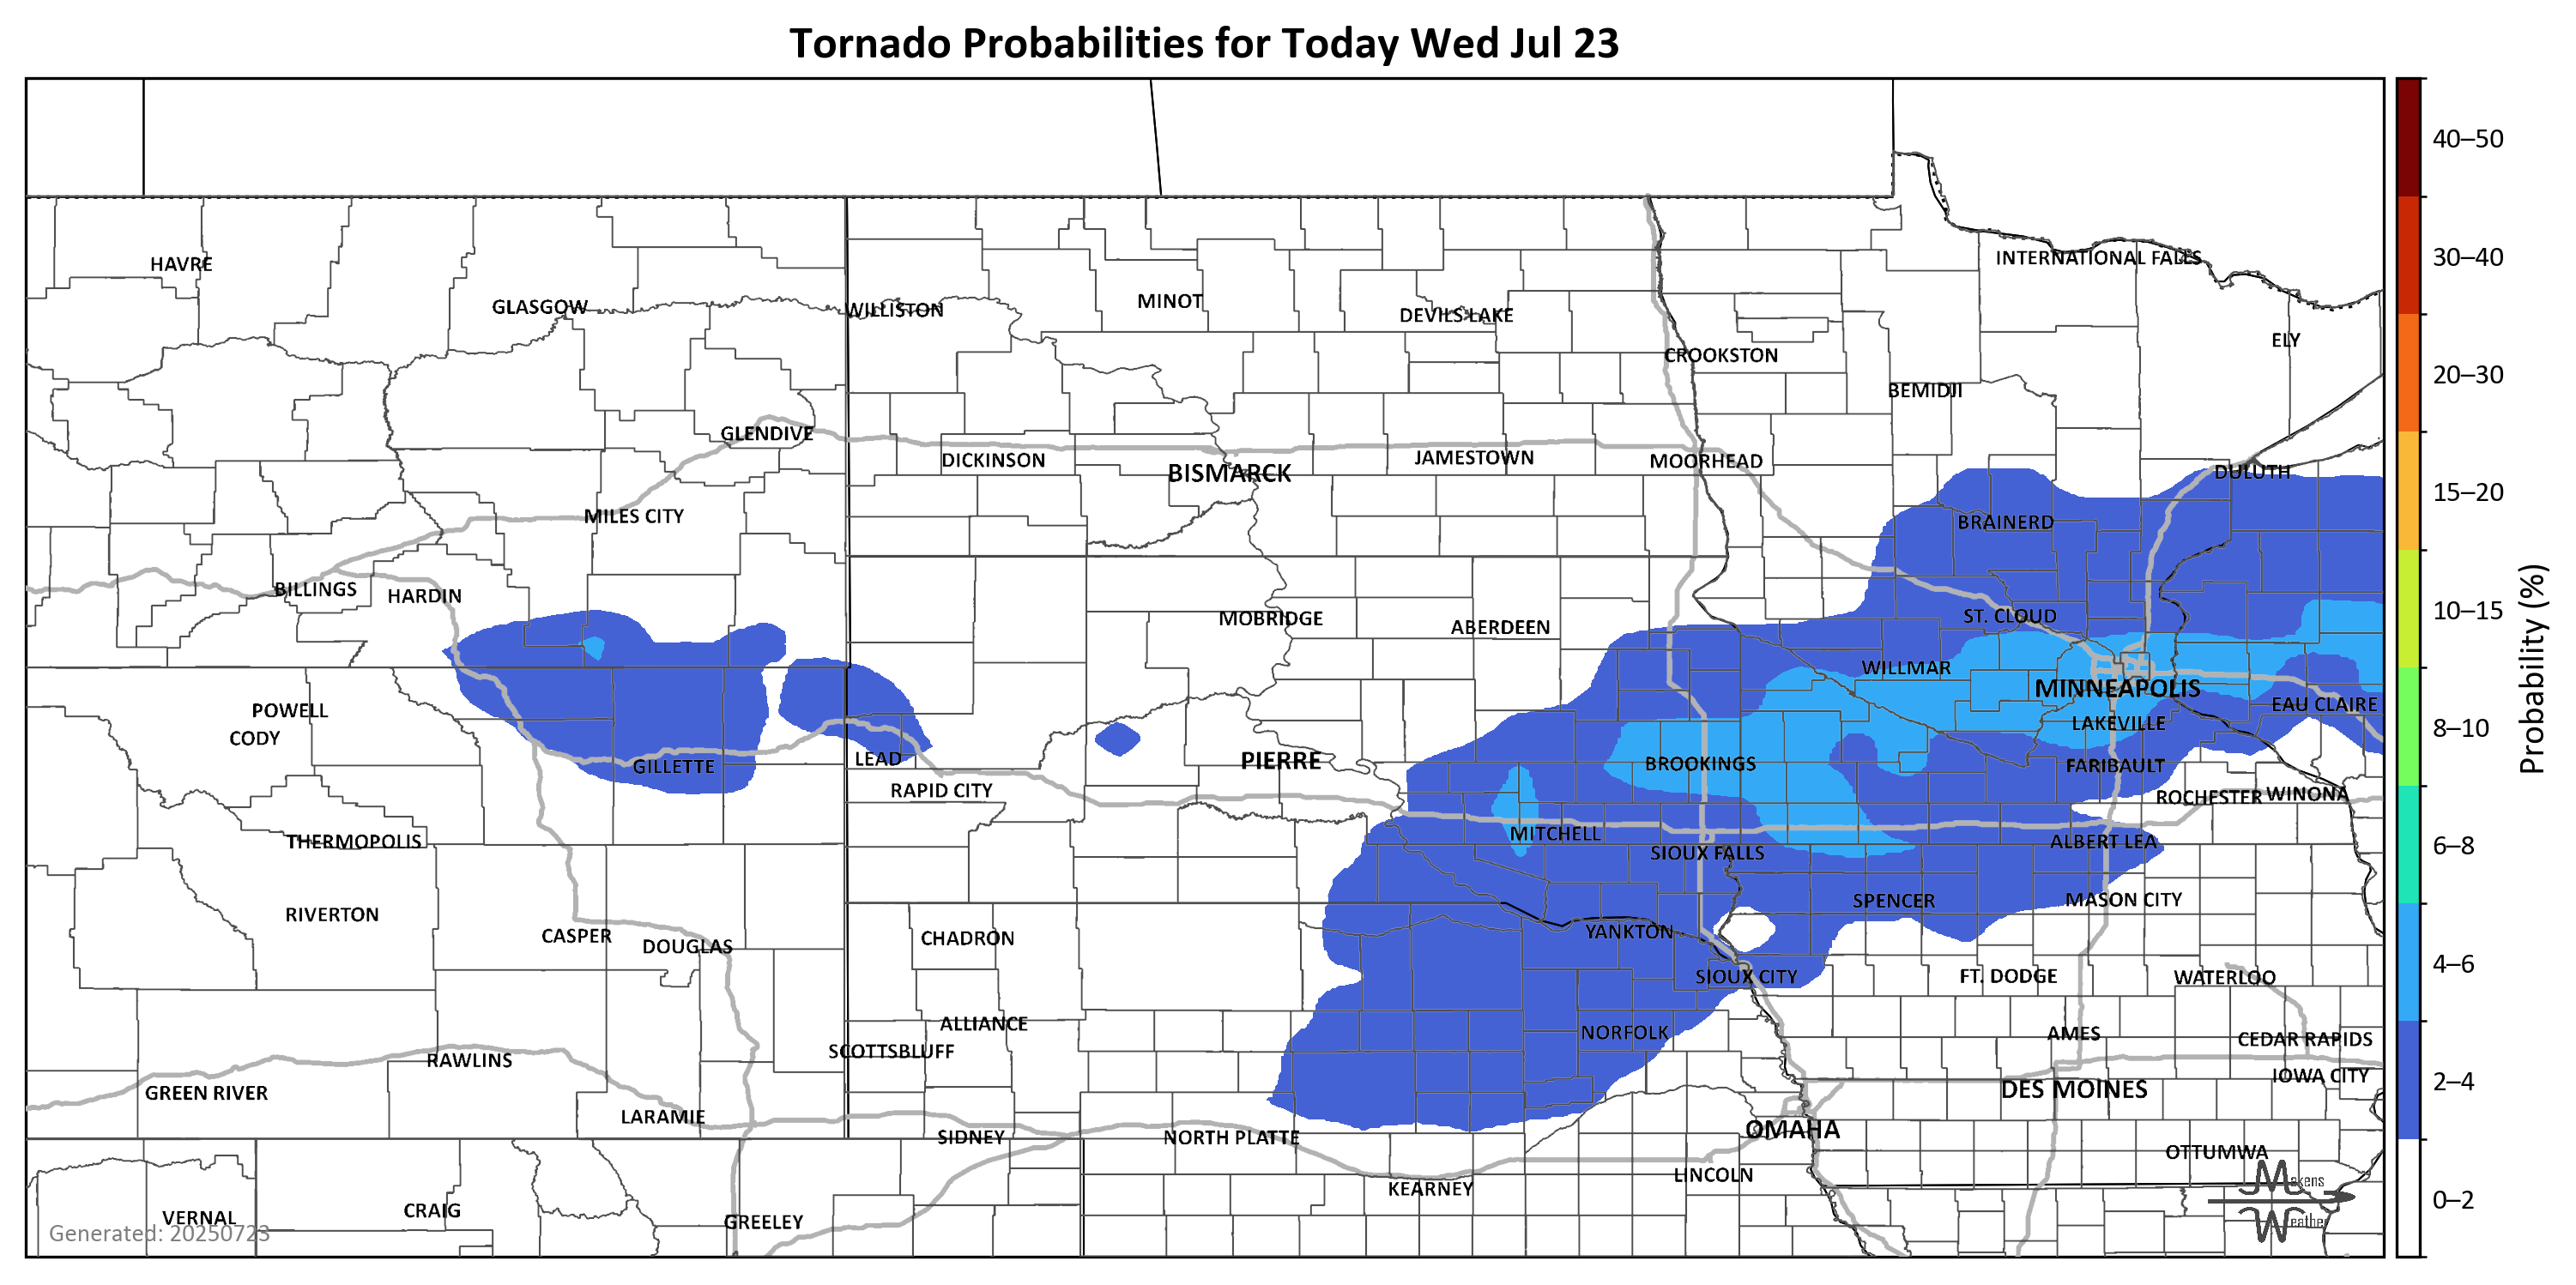 Tornado Probabilities for Today Wed Jul 23
40–50
HAVRE
INTERNATIONAL FALLS
30–40
GLASGOW
WILLISTON
MINOT
DEVILS LAKE
ELY
CROOKSTON
20–30
BEMIDJI
GLENDIVE
DICKINSON
BISMARCK
JAMESTOWN
MOORHEAD
DULUTH
15–20
MILES CITY
BRAINERD
BILLINGS
HARDIN
MOBRIDGE
ABERDEEN
ST. CLOUD
10–15
WILLMAR
MINNEAPOLIS
POWELL
CODY
LAKEVILLE
EAU CLAIRE
8–10
Probability (%)
GILLETTE
LEAD
PIERRE
BROOKINGS
FARIBAULT
RAPID CITY
ROCHESTER
WINONA
THERMOPOLIS
MITCHELL
SIOUX FALLS
ALBERT LEA
6–8
RIVERTON
SPENCER
MASON CITY
CASPER
DOUGLAS
CHADRON
YANKTON
4–6
SIOUX CITY
FT. DODGE
WATERLOO
ALLIANCE
NORFOLK
AMES
CEDAR RAPIDS
SCOTTSBLUFF
RAWLINS
GREEN RIVER
DES MOINES
IOWA CITY
2–4
LARAMIE
SIDNEY
NORTH PLATTE
OMAHA
OTTUMWA
LINCOLN
KEARNEY
Makens
Weather
0–2
VERNAL
CRAIG
GREELEY
Generated: 20250723